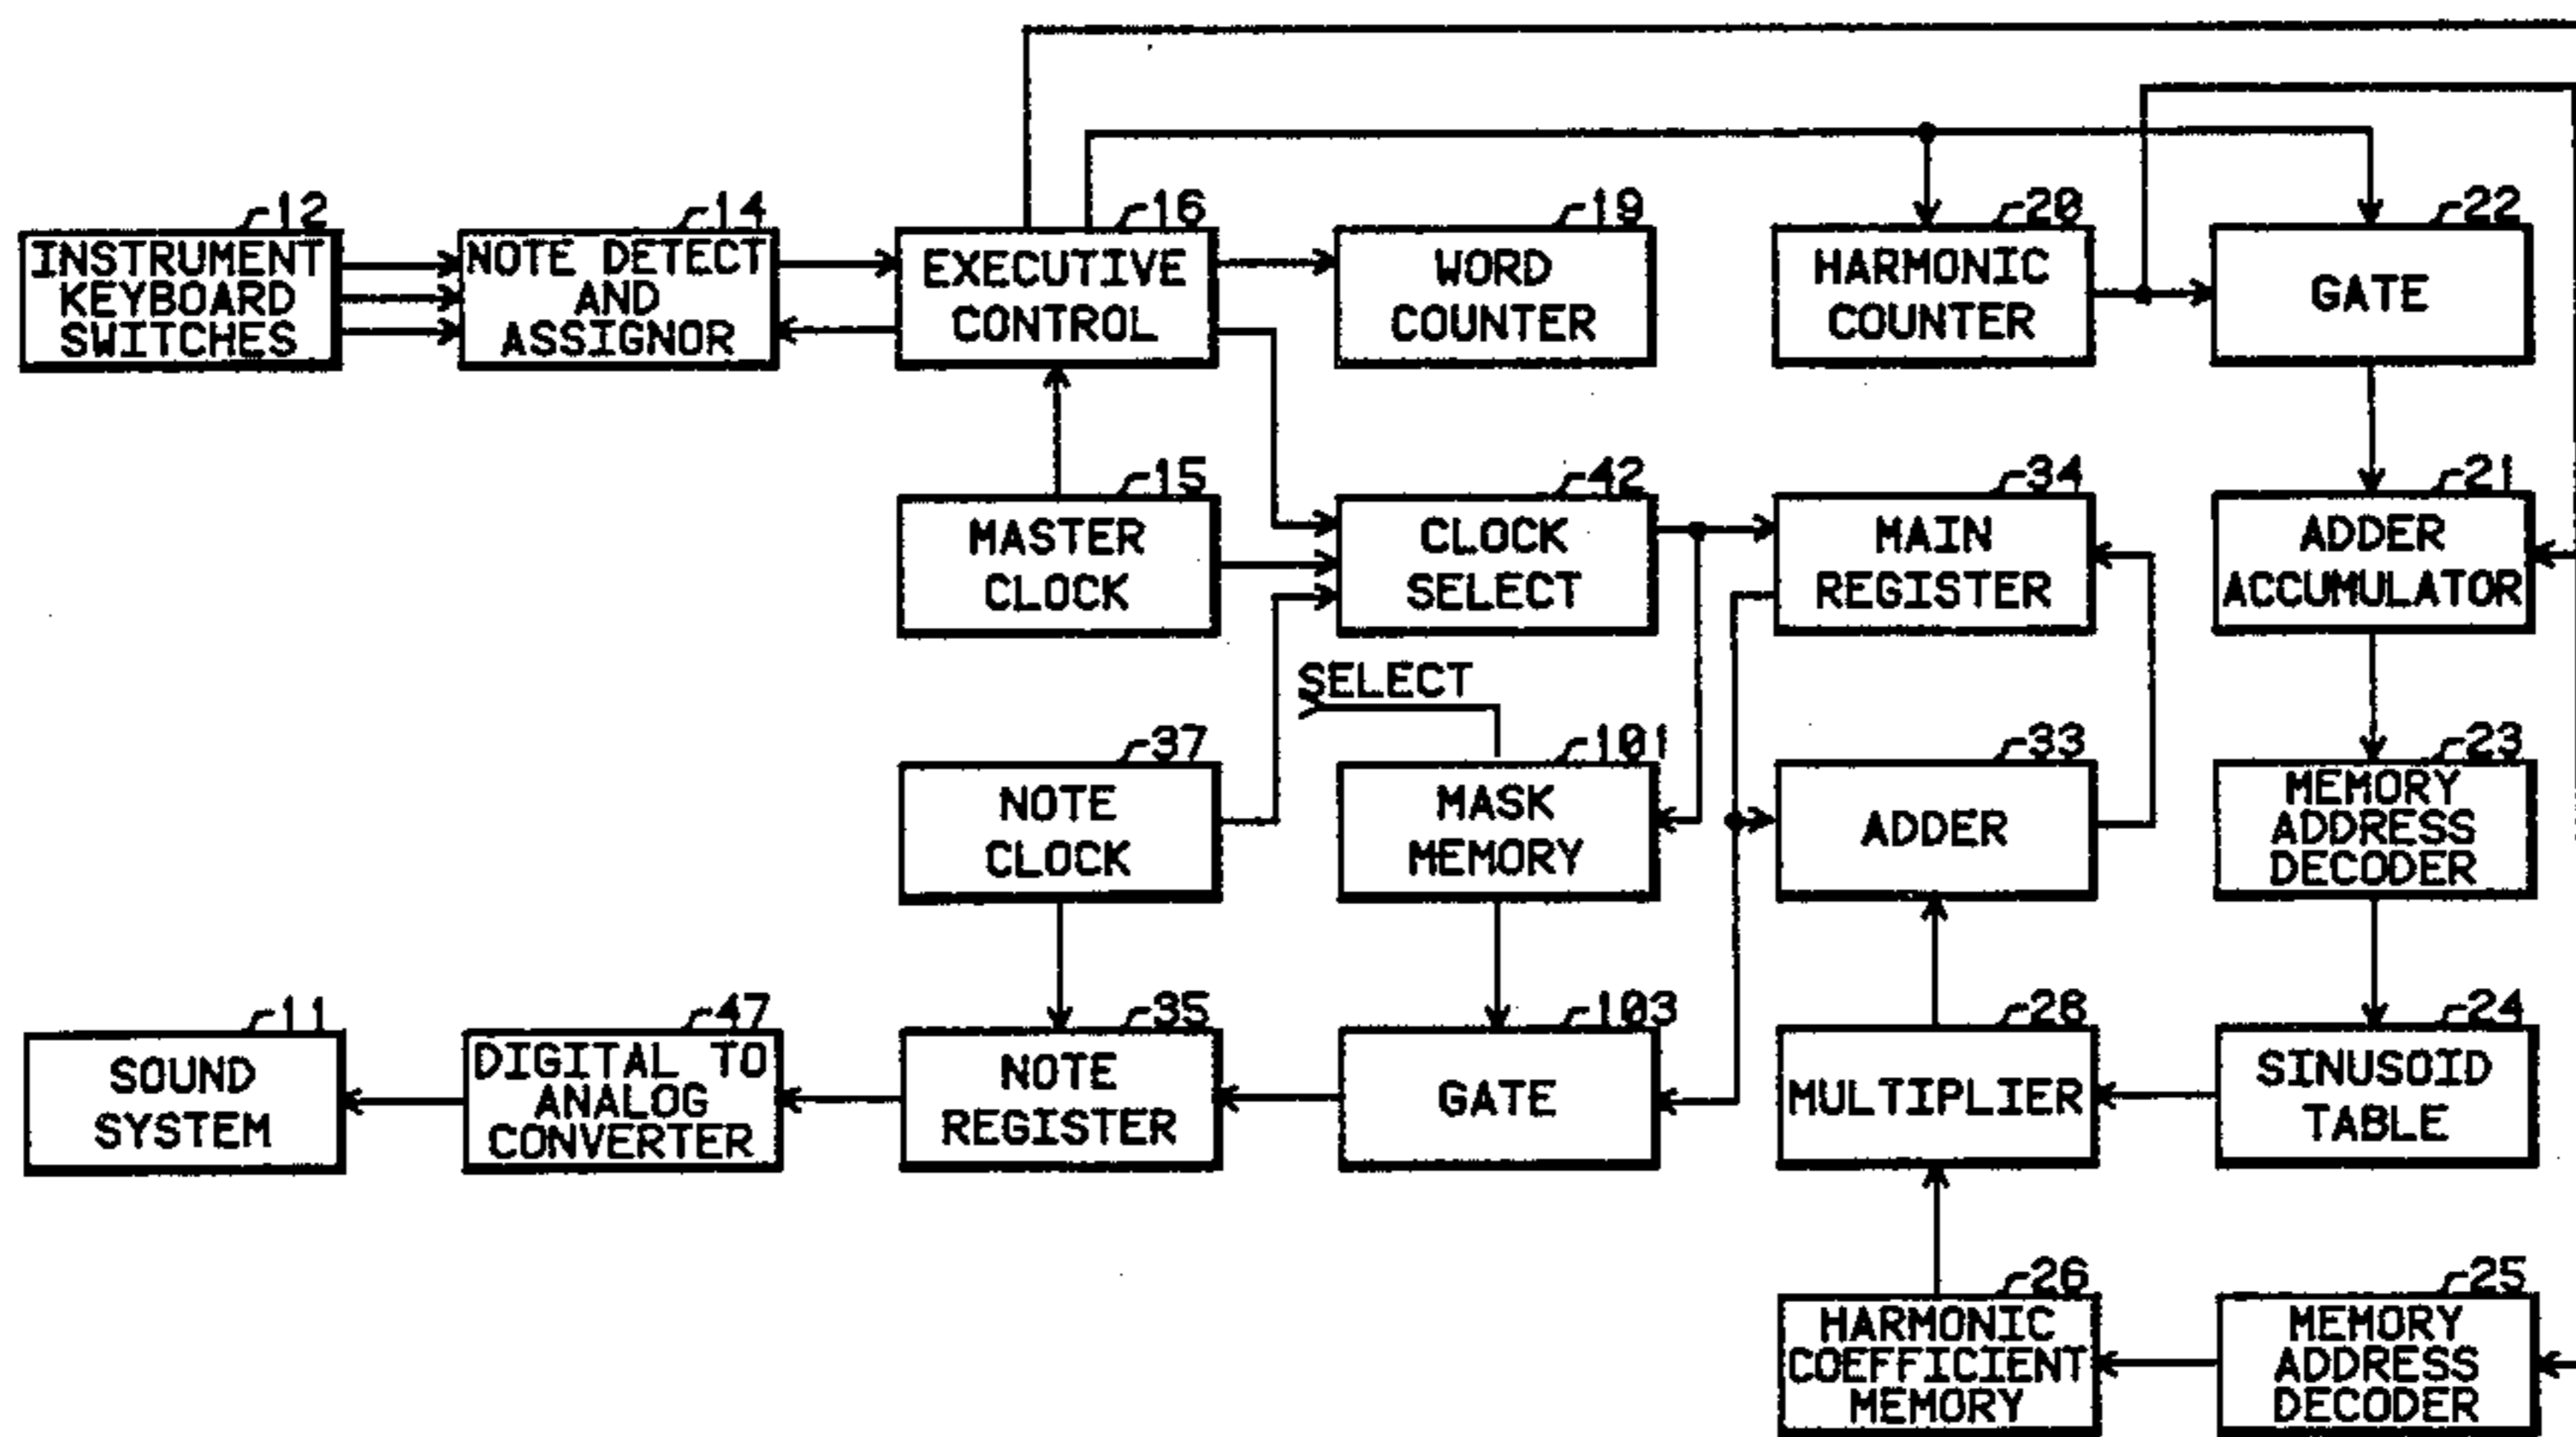 12
INSTRUMENT
KEYBOARD
SWITCHES
14
NOTE DETECT
AND
ASSIGNOR
16
EXECUTIVE
CONTROL
19
WORD
COUNTER
20
HARMONIC
COUNTER
22
GATE
15
MASTER
CLOCK
42
CLOCK
SELECT
34
MAIN
REGISTER
21
ADDER
ACCUMULATOR
SELECT
37
NOTE
CLOCK
101
MASK
MEMORY
33
ADDER
23
MEMORY
ADDRESS
DECODER
11
SOUND
SYSTEM
47
DIGITAL TO
ANALOG
CONVERTER
35
NOTE
REGISTER
103
GATE
28
MULTIPLIER
24
SINUSOID
TABLE
26
HARMONIC
COEFFICIENT
MEMORY
25
MEMORY
ADDRESS
DECODER